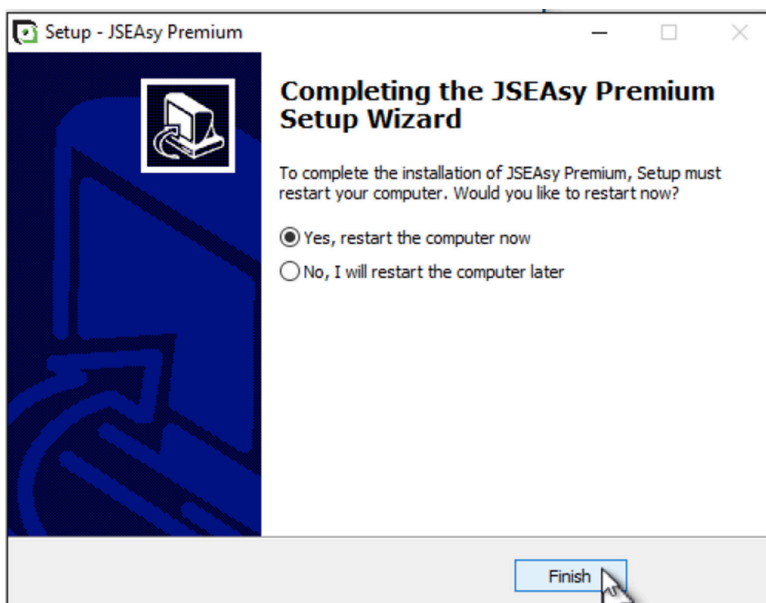 Setup - JSEAsy Premium
Completing the JSEAsy Premium
Setup Wizard
To complete the installation of JSEAsy Premium, Setup must
restart your computer. Would you like to restart now?
Yes, restart the computer now
No, I will restart the computer later
Finish